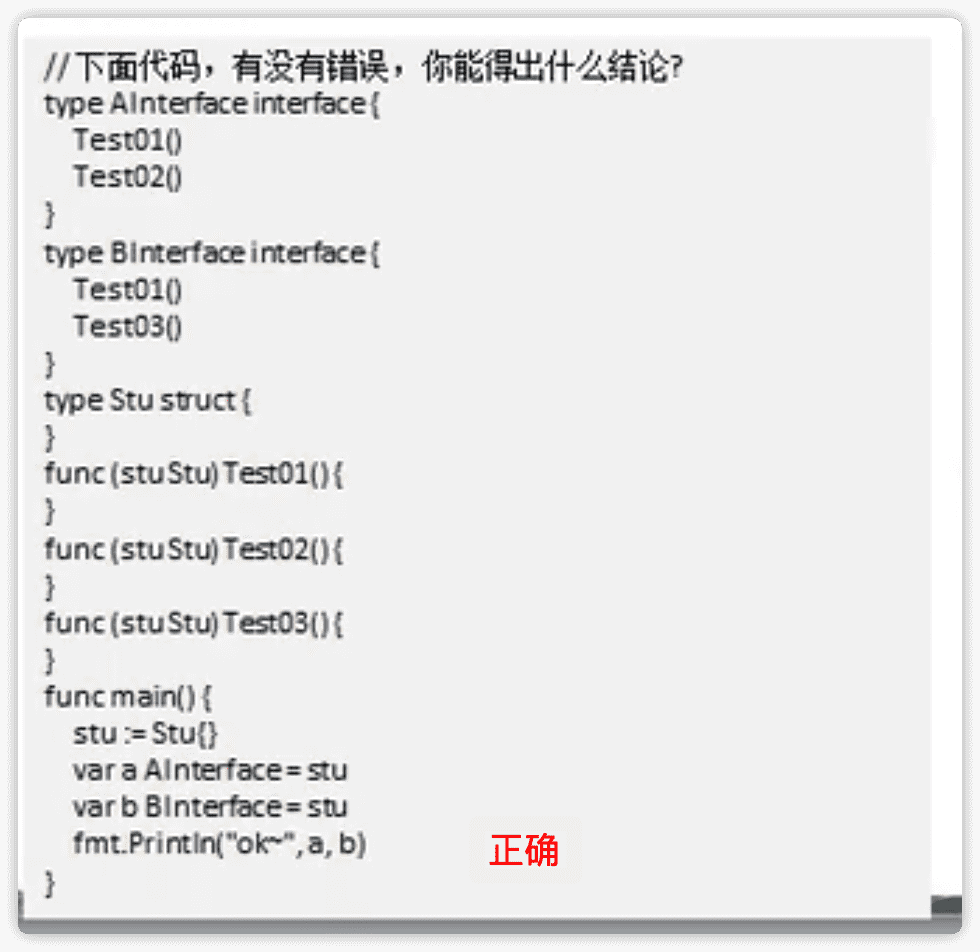 // 下面代码，有没有错误，你能得出什么结论?
type AInterface interface {
Test01()
Test02()
}
type BInterface interface {
Test01()
Test03()
}
type Stu struct {
}
func (stu Stu) Test01() {
}
func (stu Stu) Test02() {
}
func (stu Stu) Test03() {
}
func main() {
stu := Stu{}
var a AInterface = stu
var b BInterface = stu
fmt.Println("ok~", a, b)
正确
}